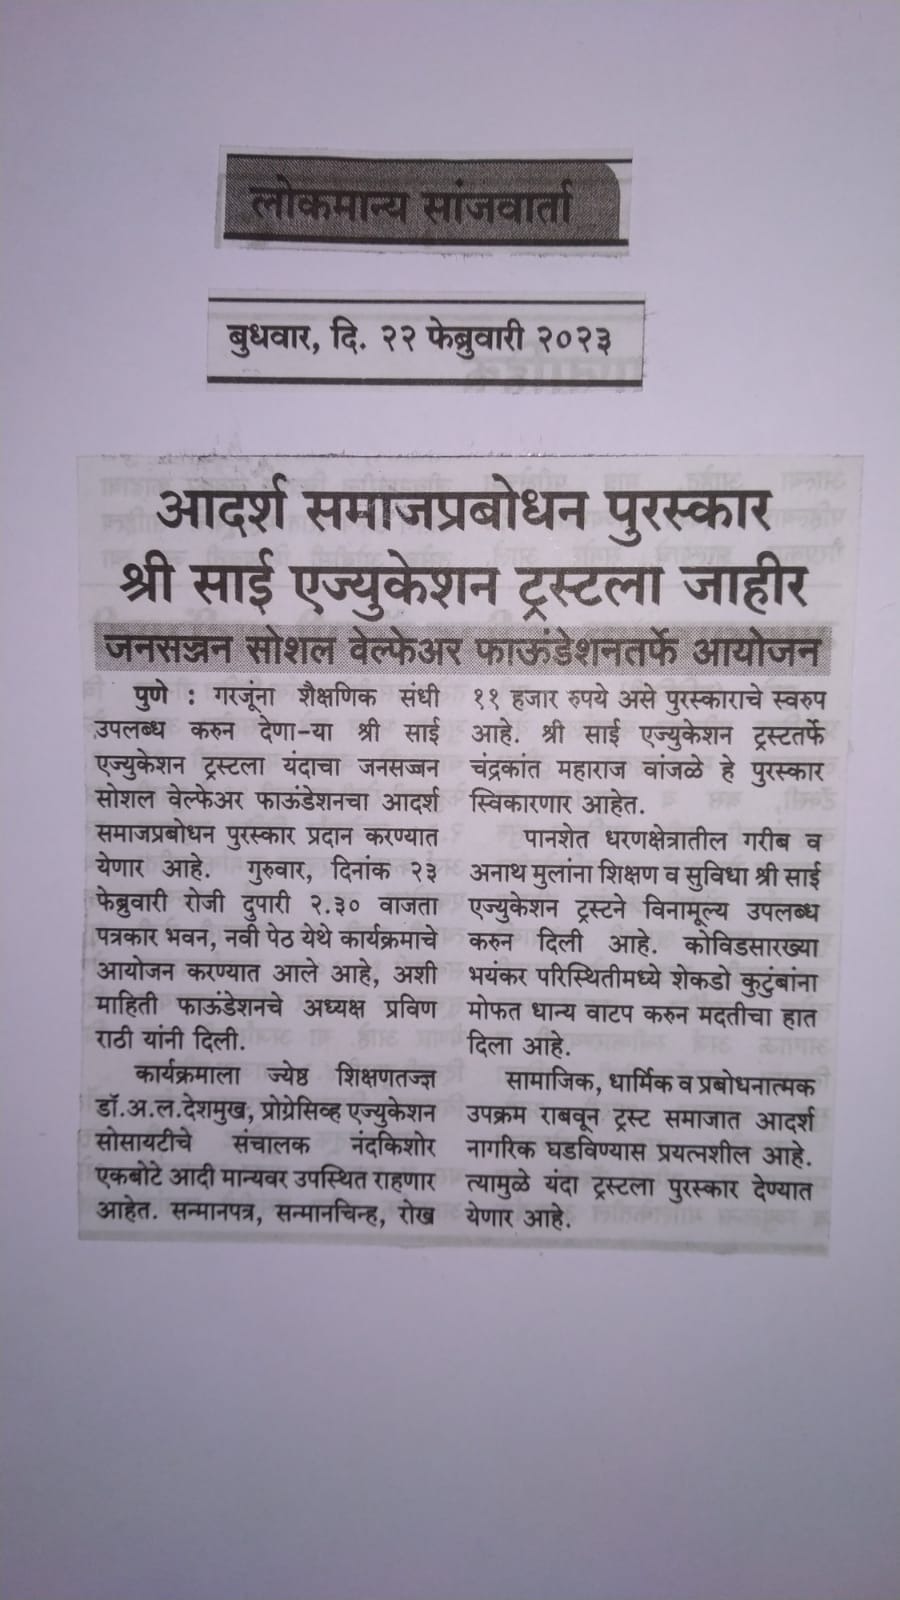 लोकमान्य सांजवार्ता
बुधवार, दि. २२ फेब्रुवारी २०२३
आदर्श समाजप्रबोधन पुरस्कार
श्री साई एज्युकेशन ट्रस्टला जाहीर
जनसज्जन सोशल वेल्फेअर फाऊंडेशनतर्फे आयोजन
पुणे : गरजूंना शैक्षणिक संधी
उपलब्ध करुन देणा-या श्री साई
एज्युकेशन ट्रस्टला यंदाचा जनसज्जन
सोशल वेल्फेअर फाऊंडेशनचा आदर्श
समाजप्रबोधन पुरस्कार प्रदान करण्यात
येणार आहे. गुरुवार, दिनांक २३
फेब्रुवारी रोजी दुपारी २.३० वाजता
पत्रकार भवन, नवी पेठ येथे कार्यक्रमाचे
आयोजन करण्यात आले आहे, अशी
माहिती फाऊंडेशनचे अध्यक्ष प्रविण
राठी यांनी दिली.
कार्यक्रमाला ज्येष्ठ शिक्षणतज्ज्ञ
डॉ.अ.ल.देशमुख, प्रोग्रेसिव्ह एज्युकेशन
सोसायटीचे संचालक नंदकिशोर
एकबोटे आदी मान्यवर उपस्थित राहणार
आहेत. सन्मानपत्र, सन्मानचिन्ह, रोख
११ हजार रुपये असे पुरस्काराचे स्वरुप
आहे. श्री साई एज्युकेशन ट्रस्टतर्फे
चंद्रकांत महाराज वांजळे हे पुरस्कार
स्विकारणार आहेत.
पानशेत धरणक्षेत्रातील गरीब व
अनाथ मुलांना शिक्षण व सुविधा श्री साई
एज्युकेशन ट्रस्टने विनामूल्य उपलब्ध
करुन दिली आहे. कोविडसारख्या
भयंकर परिस्थितीमध्ये शेकडो कुटुंबांना
मोफत धान्य वाटप करुन मदतीचा हात
दिला आहे.
सामाजिक, धार्मिक व प्रबोधनात्मक
उपक्रम राबवून ट्रस्ट समाजात आदर्श
नागरिक घडविण्यास प्रयत्नशील आहे.
त्यामुळे यंदा ट्रस्टला पुरस्कार देण्यात
येणार आहे.